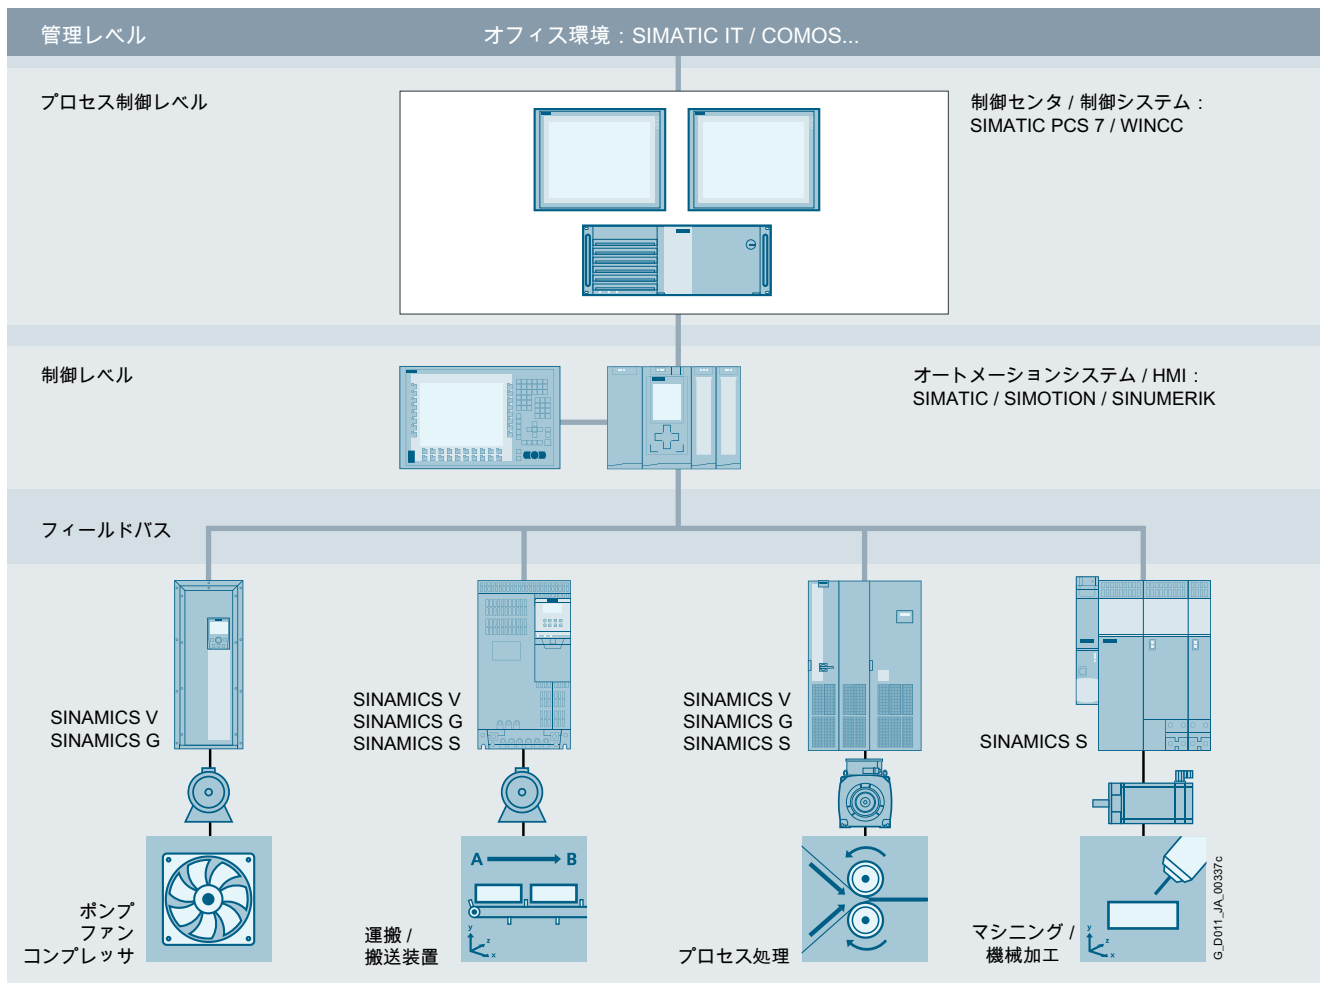 管理レベル
オフィス環境：SIMATIC IT / COMOS...
プロセス制御レベル
制御センタ / 制御システム：
SIMATIC PCS 7 / WINCC
制御レベル
オートメーションシステム / HMI：
SIMATIC / SIMOTION / SINUMERIK
フィールドバス
SINAMICS V
SINAMICS G
SINAMICS V
SINAMICS G
SINAMICS S
SINAMICS V
SINAMICS G
SINAMICS S
SINAMICS S
ポンプ
ファン
コンプレッサ
A B
y
z
x
運搬 /
搬送装置
プロセス処理
マシニング /
機械加工
y
z
x
G_D011_JA_00337c